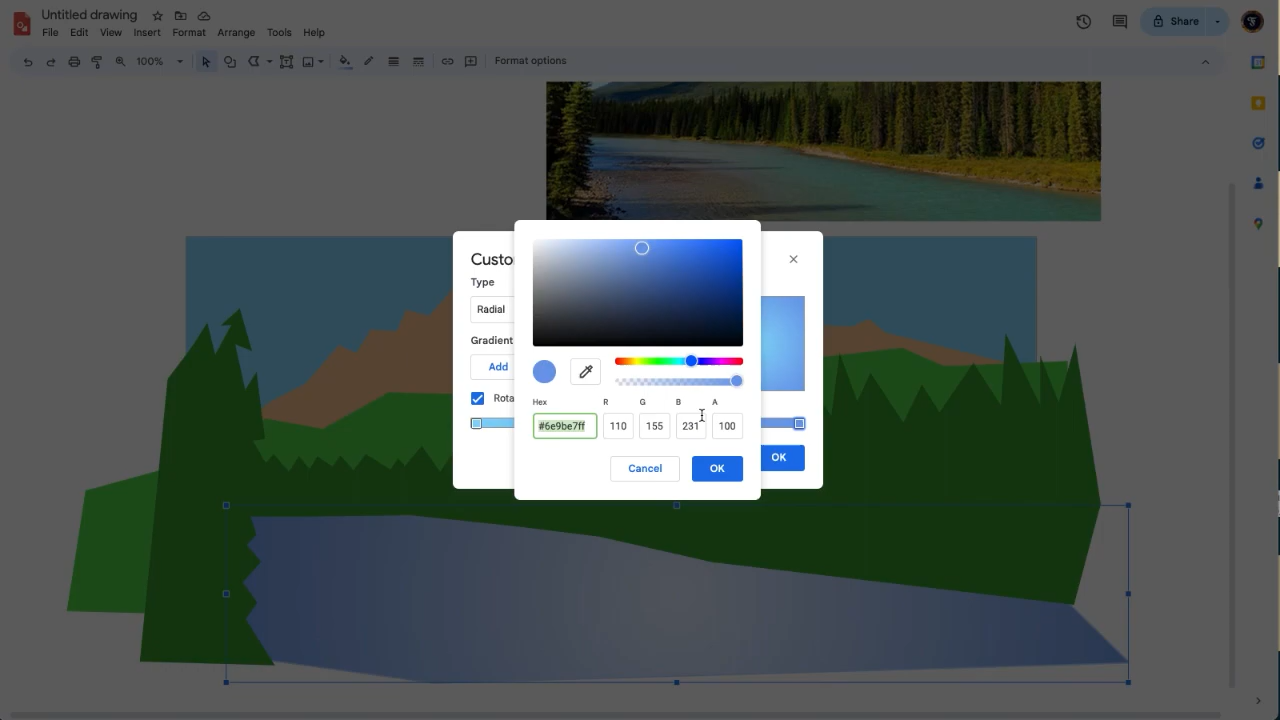 Untitled drawing
File Edit View Insert Format Arrange Tools Help
Share
100%
Format options
Custo
Type
Radial
Gradient
Add
Rota
Hex R G B A
#6e9be7ff 110 155 231 100
Cancel OK
OK